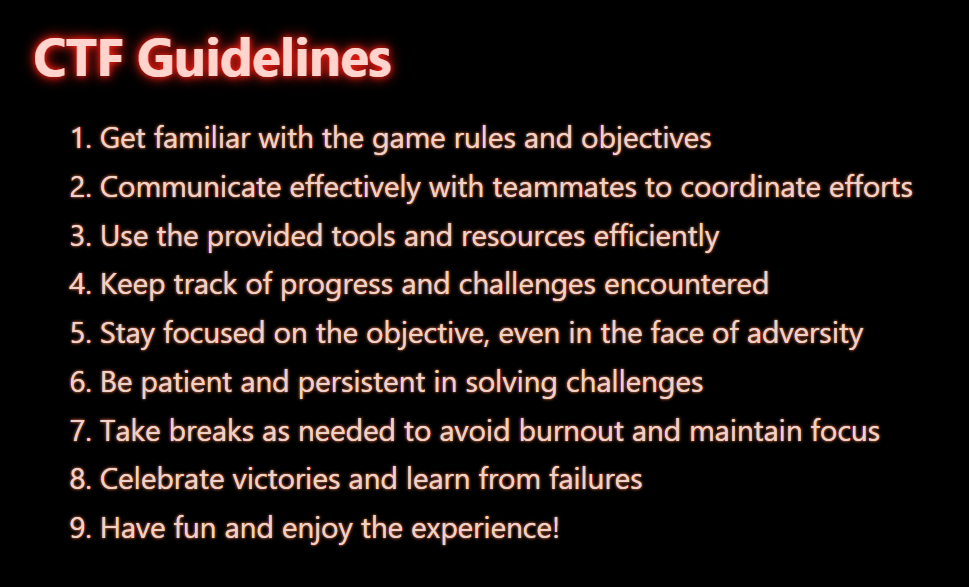 CTF Guidelines
1. Get familiar with the game rules and objectives
2. Communicate effectively with teammates to coordinate efforts
3. Use the provided tools and resources efficiently
4. Keep track of progress and challenges encountered
5. Stay focused on the objective, even in the face of adversity
6. Be patient and persistent in solving challenges
7. Take breaks as needed to avoid burnout and maintain focus
8. Celebrate victories and learn from failures
9. Have fun and enjoy the experience!